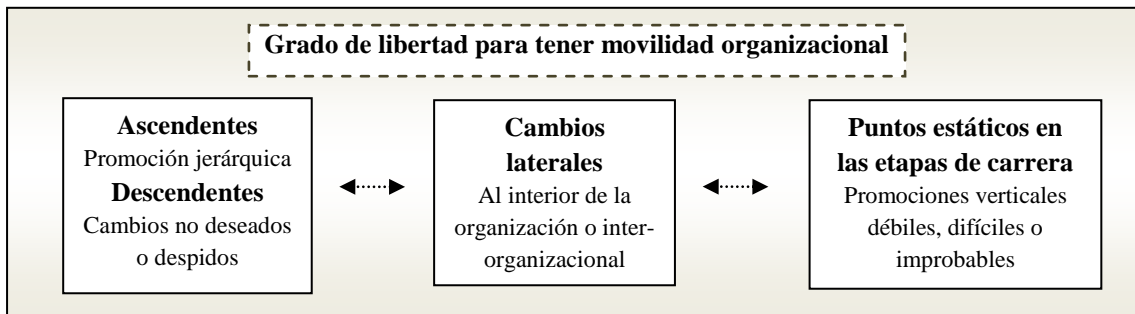 Grado de libertad para tener movilidad organizacional
Ascendentes
Promoción jerárquica
Descendentes
Cambios no deseados
o despidos
Cambios
laterales
Al interior de la
organización o inter-
organizacional
Puntos estáticos en
las etapas de carrera
Promociones verticales
débiles, difíciles o
improbables